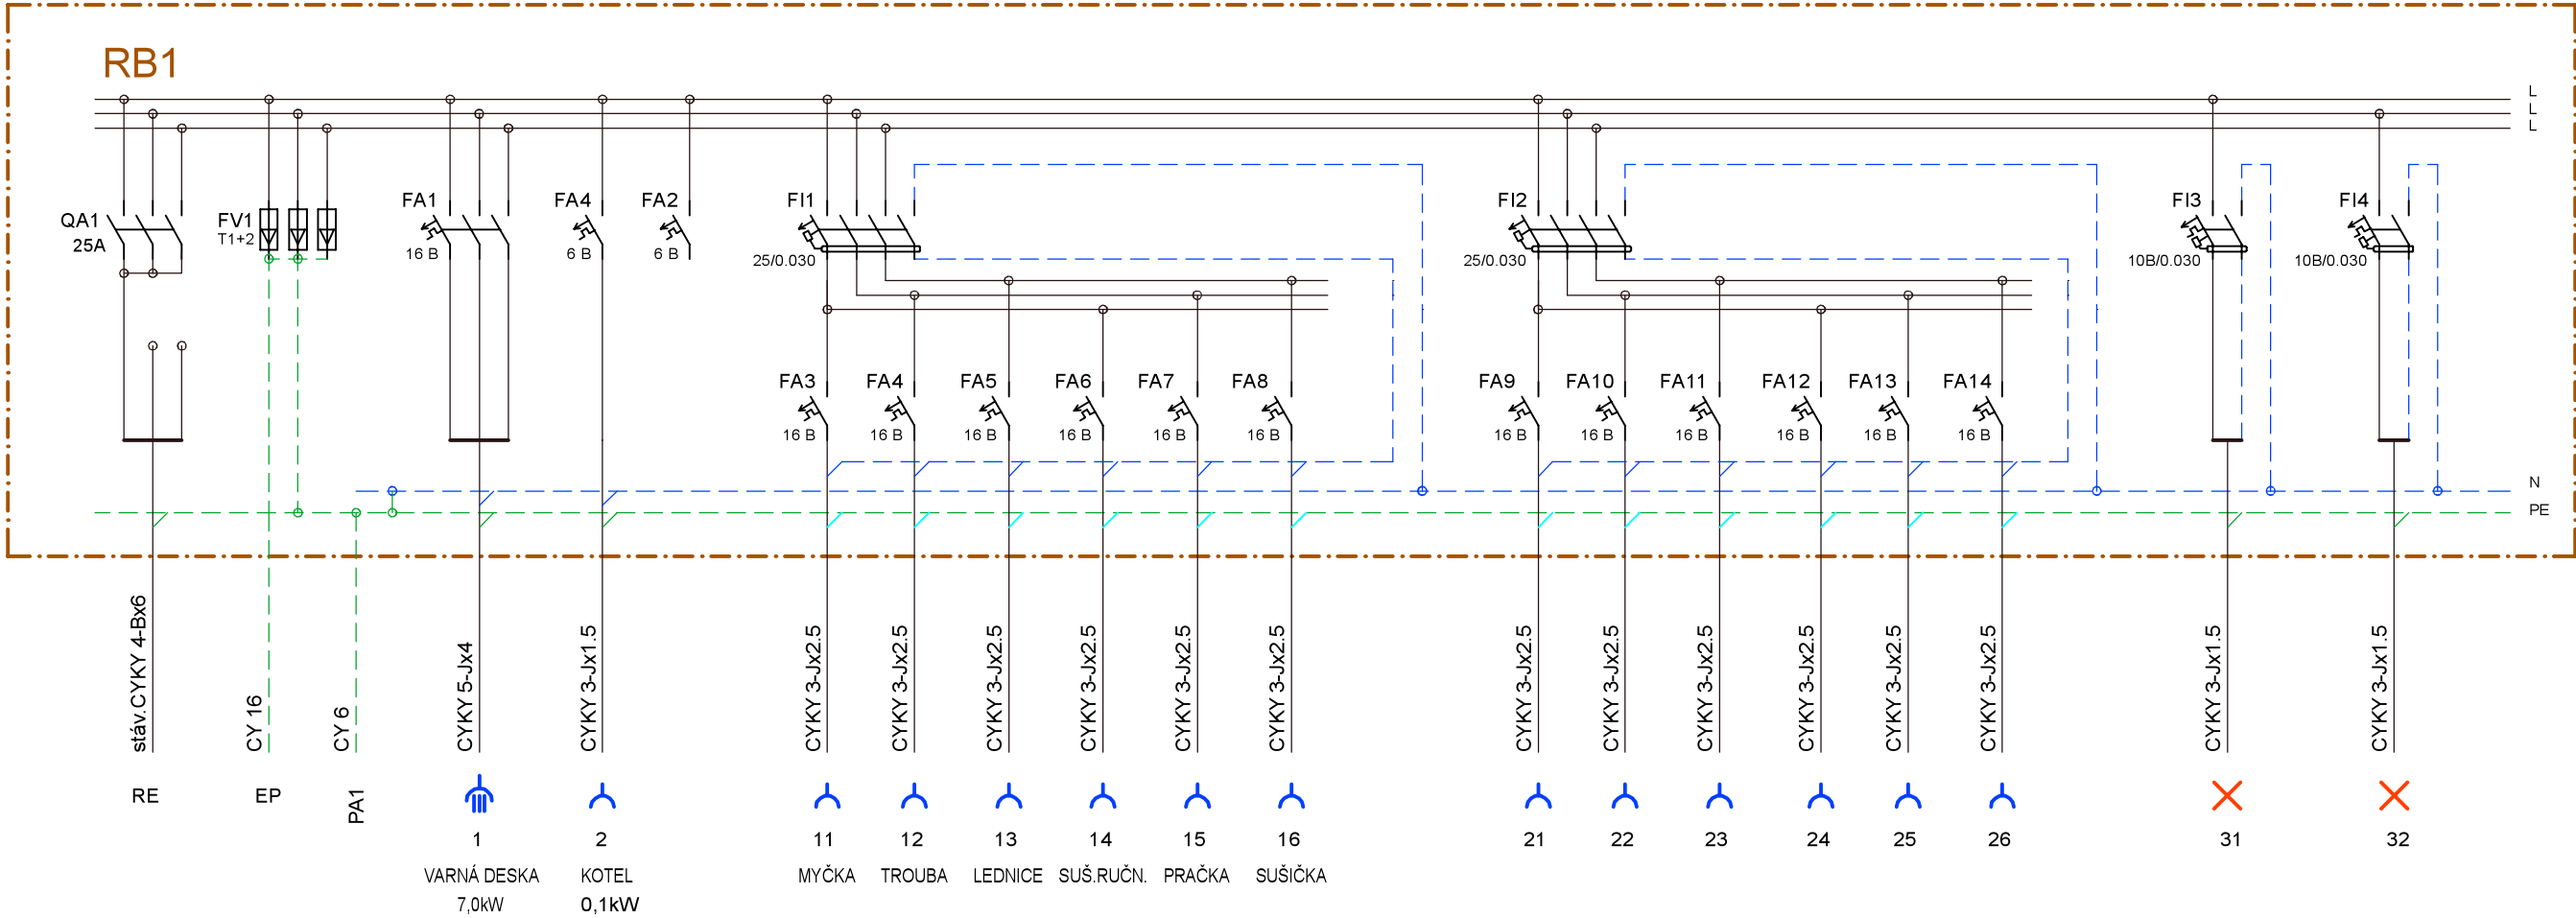 RB1
L
L
L
QA1
25A
FV1
T1+2
FA1
16 B
FA4
6 B
FA2
6 B
FI1
25/0.030
FI2
25/0.030
FI3
10B/0.030
FI4
10B/0.030
FA3
16 B
FA4
16 B
FA5
16 B
FA6
16 B
FA7
16 B
FA8
16 B
FA9
16 B
FA10
16 B
FA11
16 B
FA12
16 B
FA13
16 B
FA14
16 B
N
PE
stáv.CYKY 4-Bx6
CY 16
CY 6
CYKY 5-Jx4
CYKY 3-Jx1.5
CYKY 3-Jx2.5
CYKY 3-Jx2.5
CYKY 3-Jx2.5
CYKY 3-Jx2.5
CYKY 3-Jx2.5
CYKY 3-Jx2.5
CYKY 3-Jx2.5
CYKY 3-Jx2.5
CYKY 3-Jx2.5
CYKY 3-Jx2.5
CYKY 3-Jx2.5
CYKY 3-Jx2.5
CYKY 3-Jx1.5
CYKY 3-Jx1.5
RE
EP
PA1
1
2
11
12
13
14
15
16
21
22
23
24
25
26
31
32
VARNÁ DESKA
KOTEL
MYČKA
TROUBA
LEDNICE
SUŠ.RUČN.
PRAČKA
SUŠIČKA
7,0kW
0,1kW